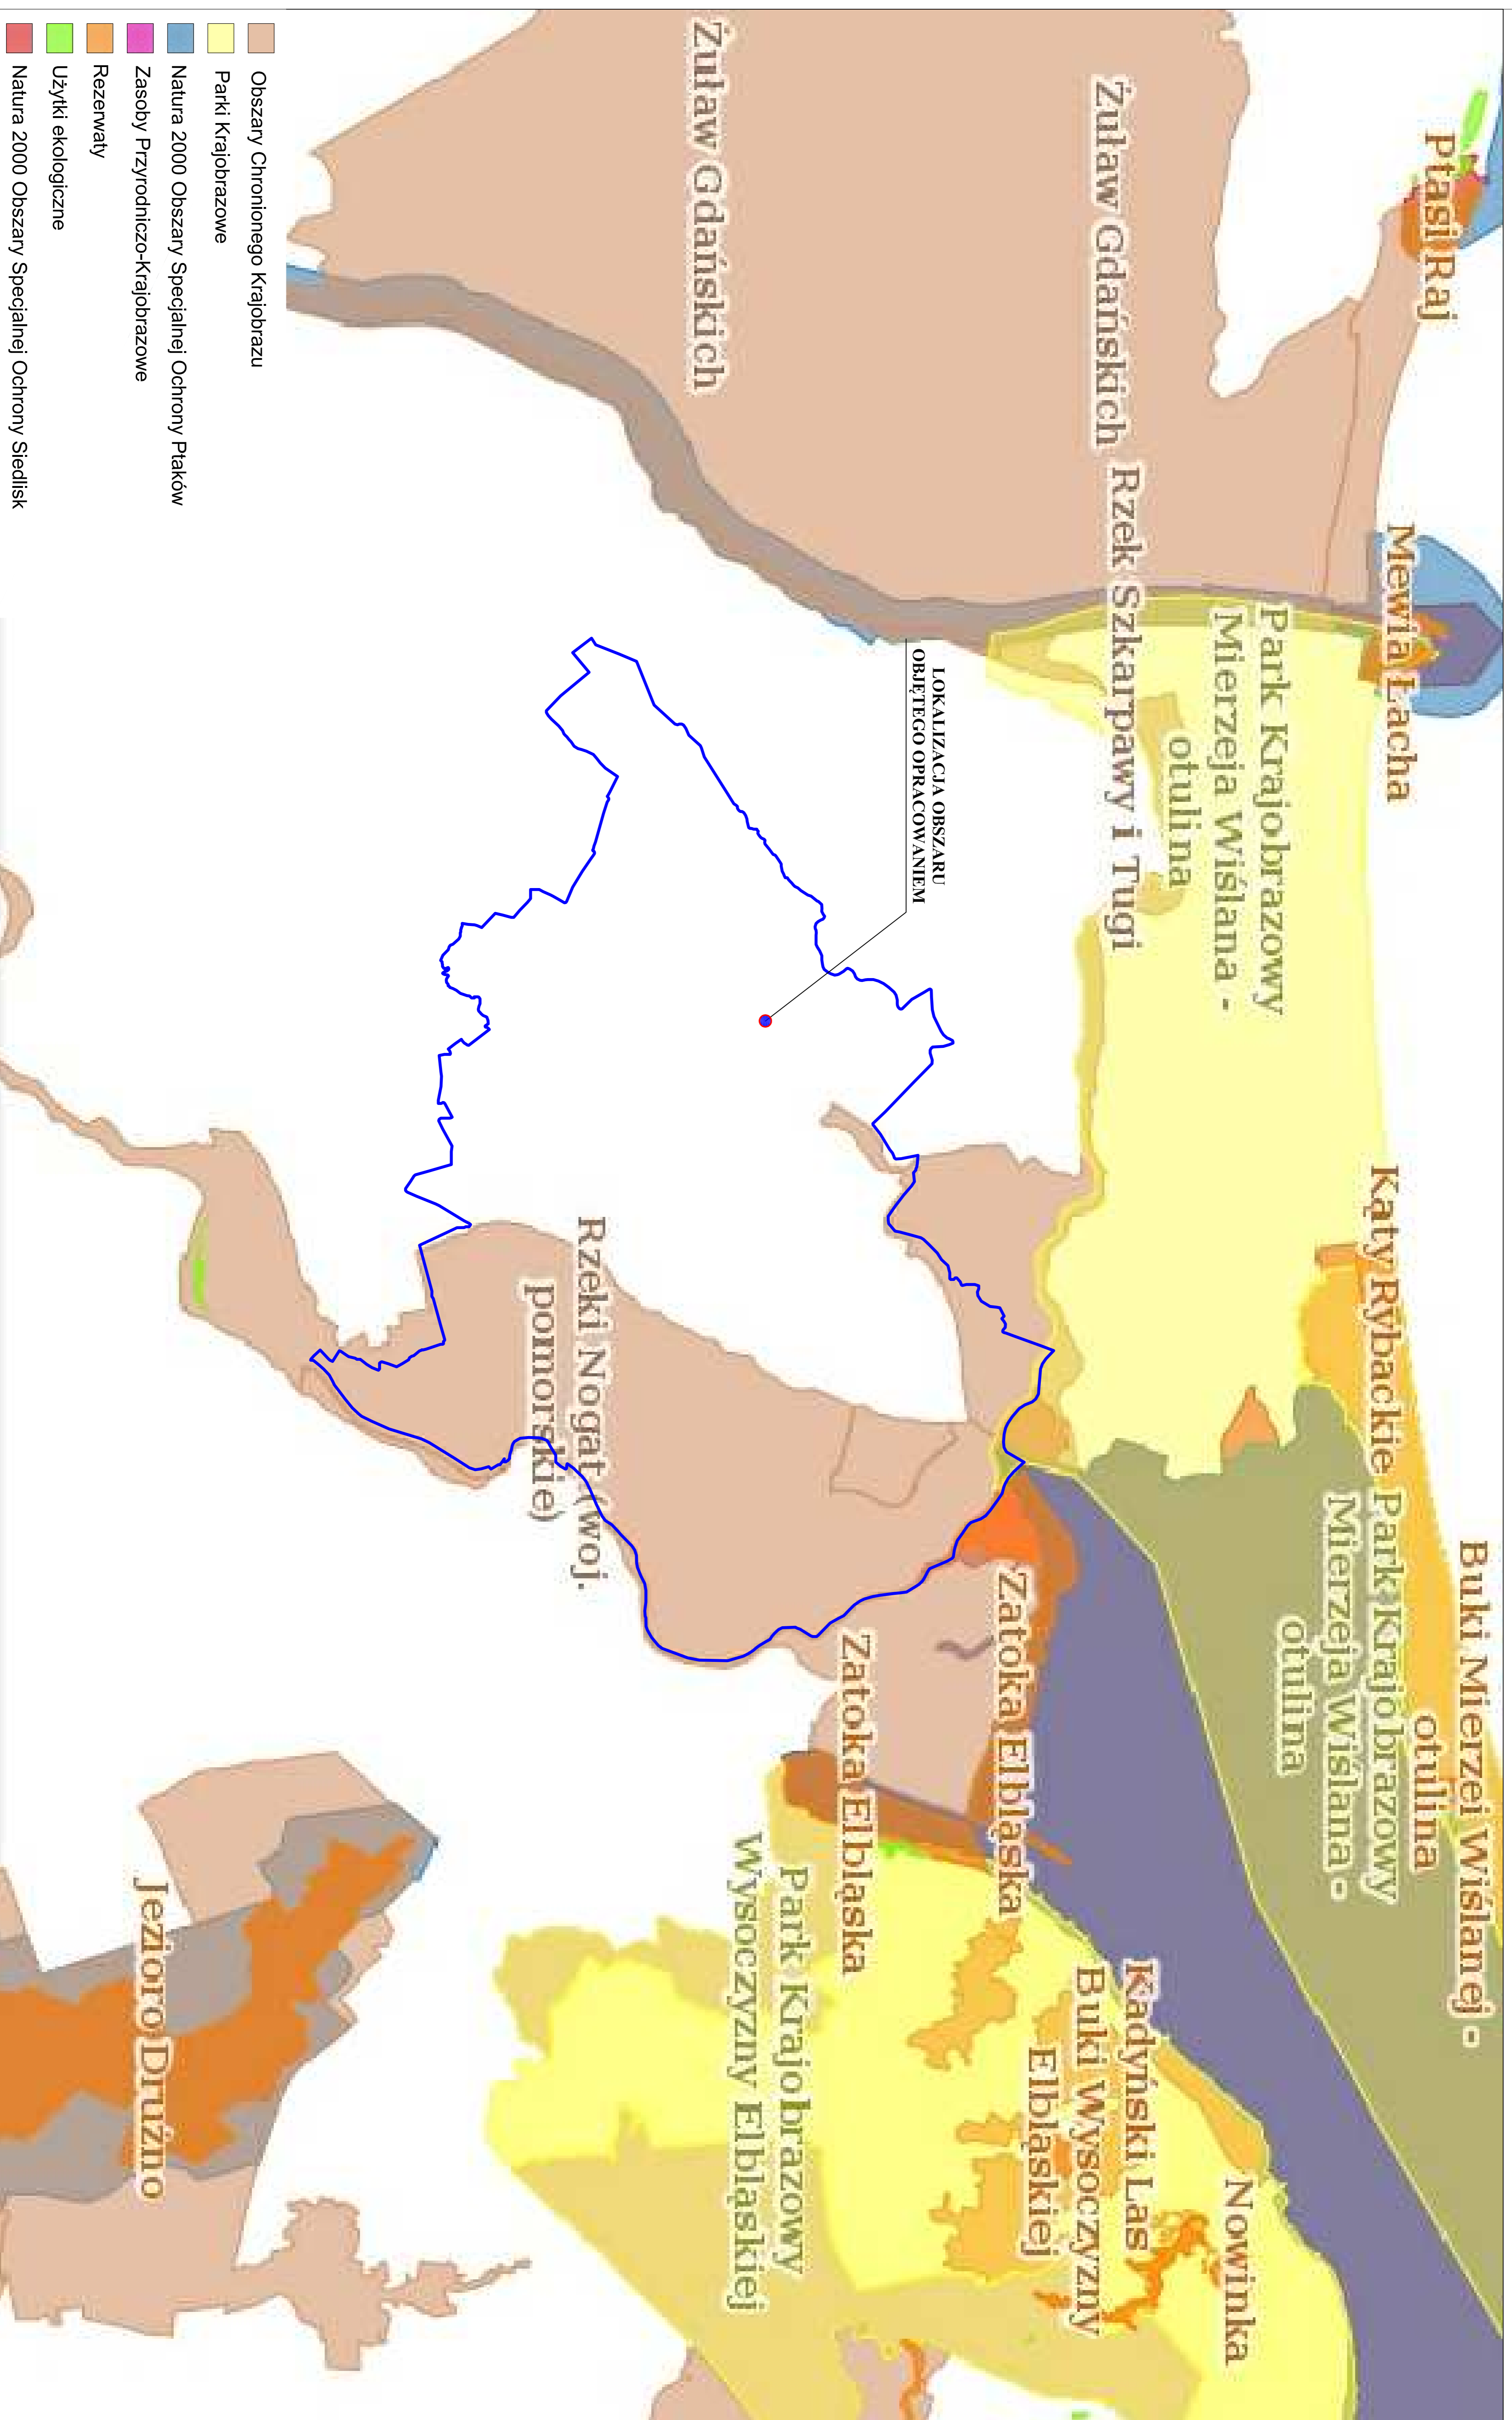 Ptasi Raj
Mewia Łacha
Kąty Rybackie
Buki Mierzei Wiślanej -
otulina
Park Krajobrazowy
Mierzeja Wiślana -
otulina
Park Krajobrazowy
Mierzeja Wiślana -
otulina
Nowinka
Żuław Gdańskich
Rzek Szkarpawy i Tugi
Kadyński Las
Buki Wysoczyzny
Elbląskiej
Zatoka Elbląska
LOKALIZACJA OBSZARU
OBJĘTEGO OPRACOWANIEM
Zatoka Elbląska
Park Krajobrazowy
Wysoczyzny Elbląskiej
Żuław Gdańskich
Rzeki Nogat (woj.
pomorskie)
Jezioro Drużno
Obszary Chronionego Krajobrazu
Parki Krajobrazowe
Natura 2000 Obszary Specjalnej Ochrony Ptaków
Zasoby Przyrodniczo-Krajobrazowe
Rezerwaty
Użytki ekologiczne
Natura 2000 Obszary Specjalnej Ochrony Siedlisk